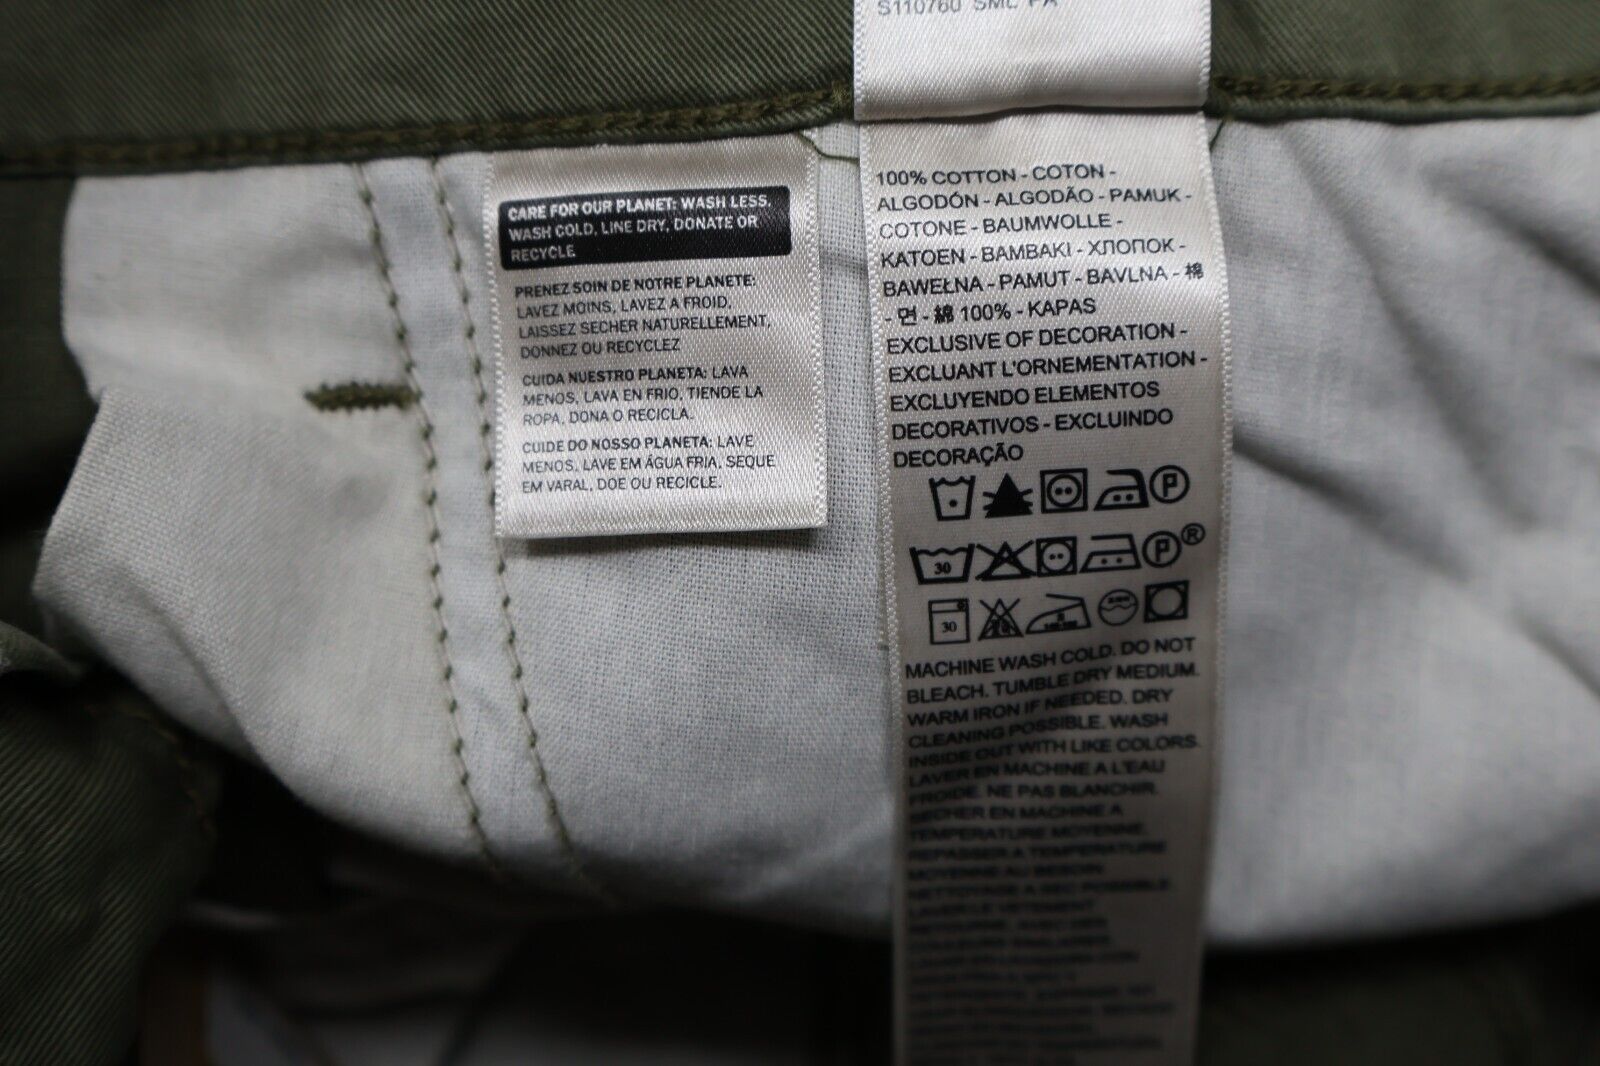 S110760 SML PA
CARE FOR OUR PLANET: WASH LESS,
WASH COLD, LINE DRY, DONATE OR
RECYCLE
PRENEZ SOIN DE NOTRE PLANETE:
LAVEZ MOINS, LAVEZ A FROID,
LAISSEZ SECHER NATURELLEMENT,
DONNEZ OU RECYCLEZ
CUIDA NUESTRO PLANETA: LAVA
MENOS, LAVA EN FRIO, TIENDE LA
ROPA, DONA O RECICLA.
CUIDE DO NOSSO PLANETA: LAVE
MENOS, LAVE EM ÁGUA FRIA, SEQUE
EM VARAL, DOE OU RECICLE.
100% COTTON - COTON -
ALGODÓN - ALGODÃO - PAMUK -
COTONE - BAUMWOLLE -
KATOEN - BAMBAKI - ХЛОПОК -
BAWEŁNA - PAMUT - BAVLNA - 棉
- 면 - 綿 100% - KAPAS
EXCLUSIVE OF DECORATION -
EXCLUANT L'ORNEMENTATION -
EXCLUYENDO ELEMENTOS
DECORATIVOS - EXCLUINDO
DECORAÇÃO
P
30 P®
30
MACHINE WASH COLD. DO NOT
BLEACH. TUMBLE DRY MEDIUM.
WARM IRON IF NEEDED. DRY
CLEANING POSSIBLE. WASH
INSIDE OUT WITH LIKE COLORS.
LAVER EN MACHINE A L'EAU
FROIDE. NE PAS BLANCHIR.
SECHER EN MACHINE A
TEMPERATURE MOYENNE.
REPASSER A TEMPERATURE
MOYENNE AU BESOIN
NETTOYAGE A SEC POSSIBLE.
LAVER LE VETEMENT
RETOURNE, AVEC DES